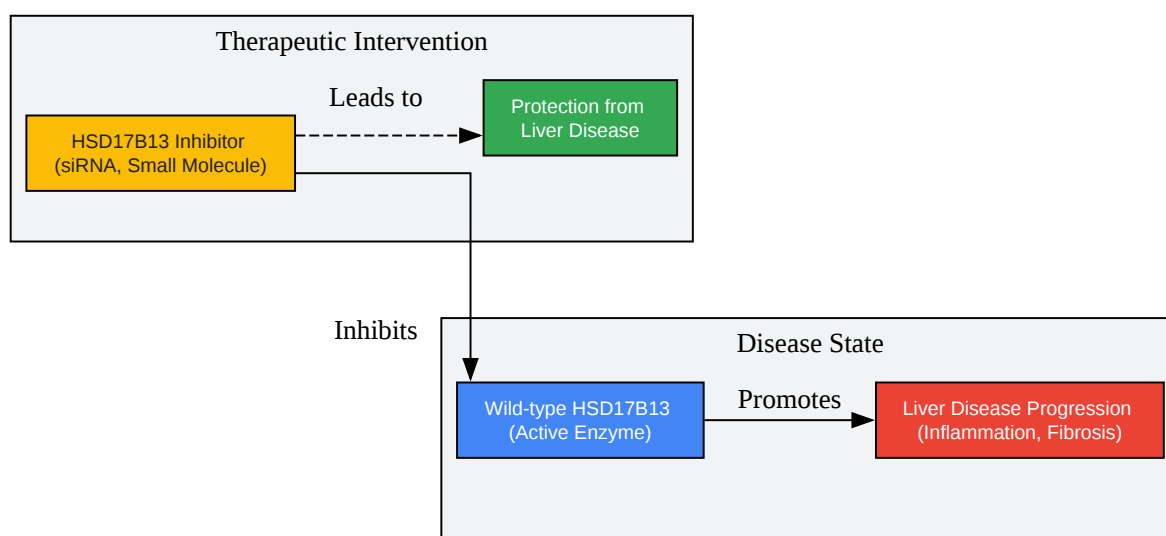 Therapeutic Intervention
Leads to
Protection from
Liver Disease
HSD17B13 Inhibitor
(siRNA, Small Molecule)
Inhibits
Disease State
Wild-type HSD17B13
(Active Enzyme)
Promotes
Liver Disease Progression
(Inflammation, Fibrosis)